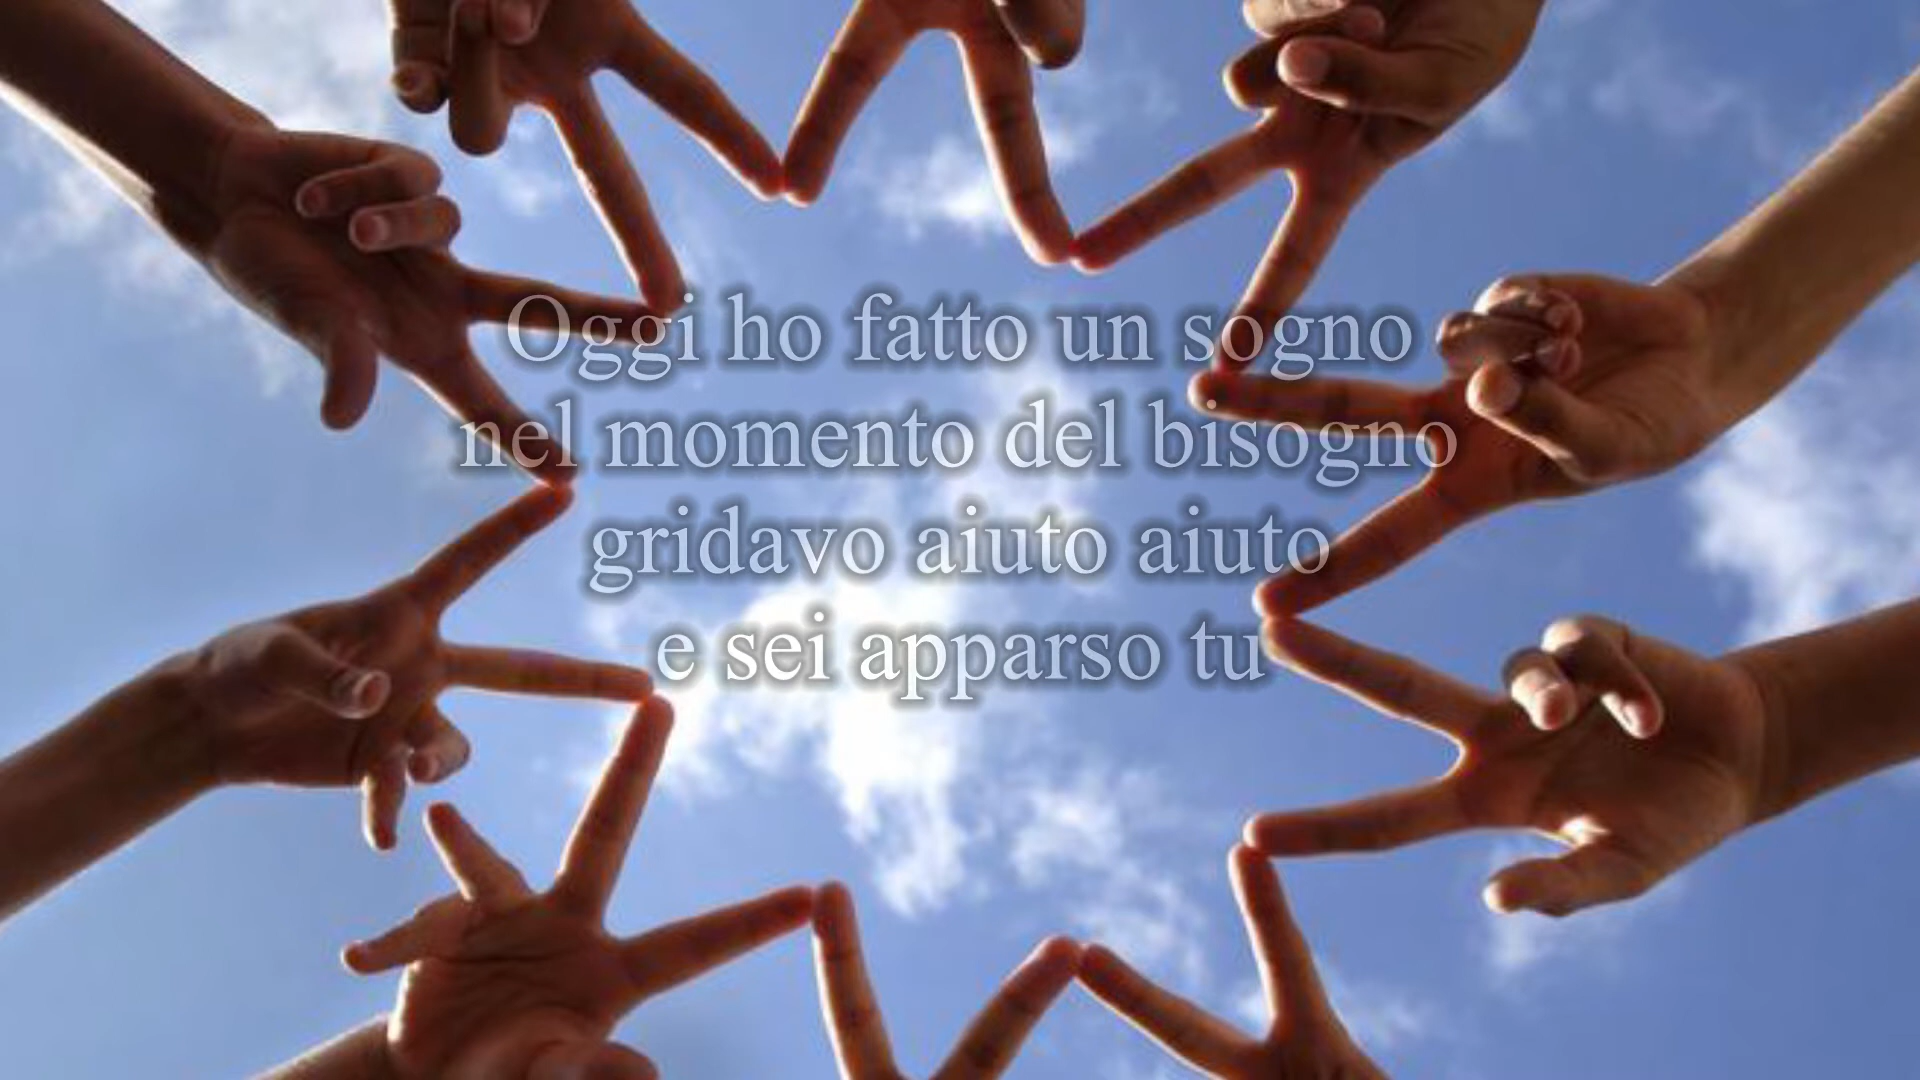 Oggi ho fatto un sogno
nel momento del bisogno
gridavo aiuto aiuto
e sei apparso tu